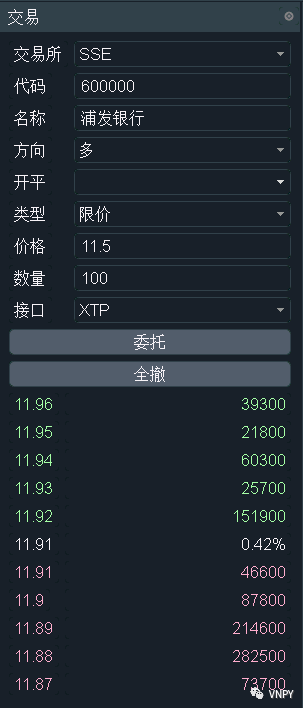 交易
交易所 SSE
代码 600000
名称 浦发银行
方向 多
开平
类型 限价
价格 11.5
数量 100
接口 XTP
委托
全撤
11.96 39300
11.95 21800
11.94 60300
11.93 25700
11.92 151900
11.91 0.42%
11.91 46600
11.9 87800
11.89 214600
11.88 282500
11.87 73700
VNPY